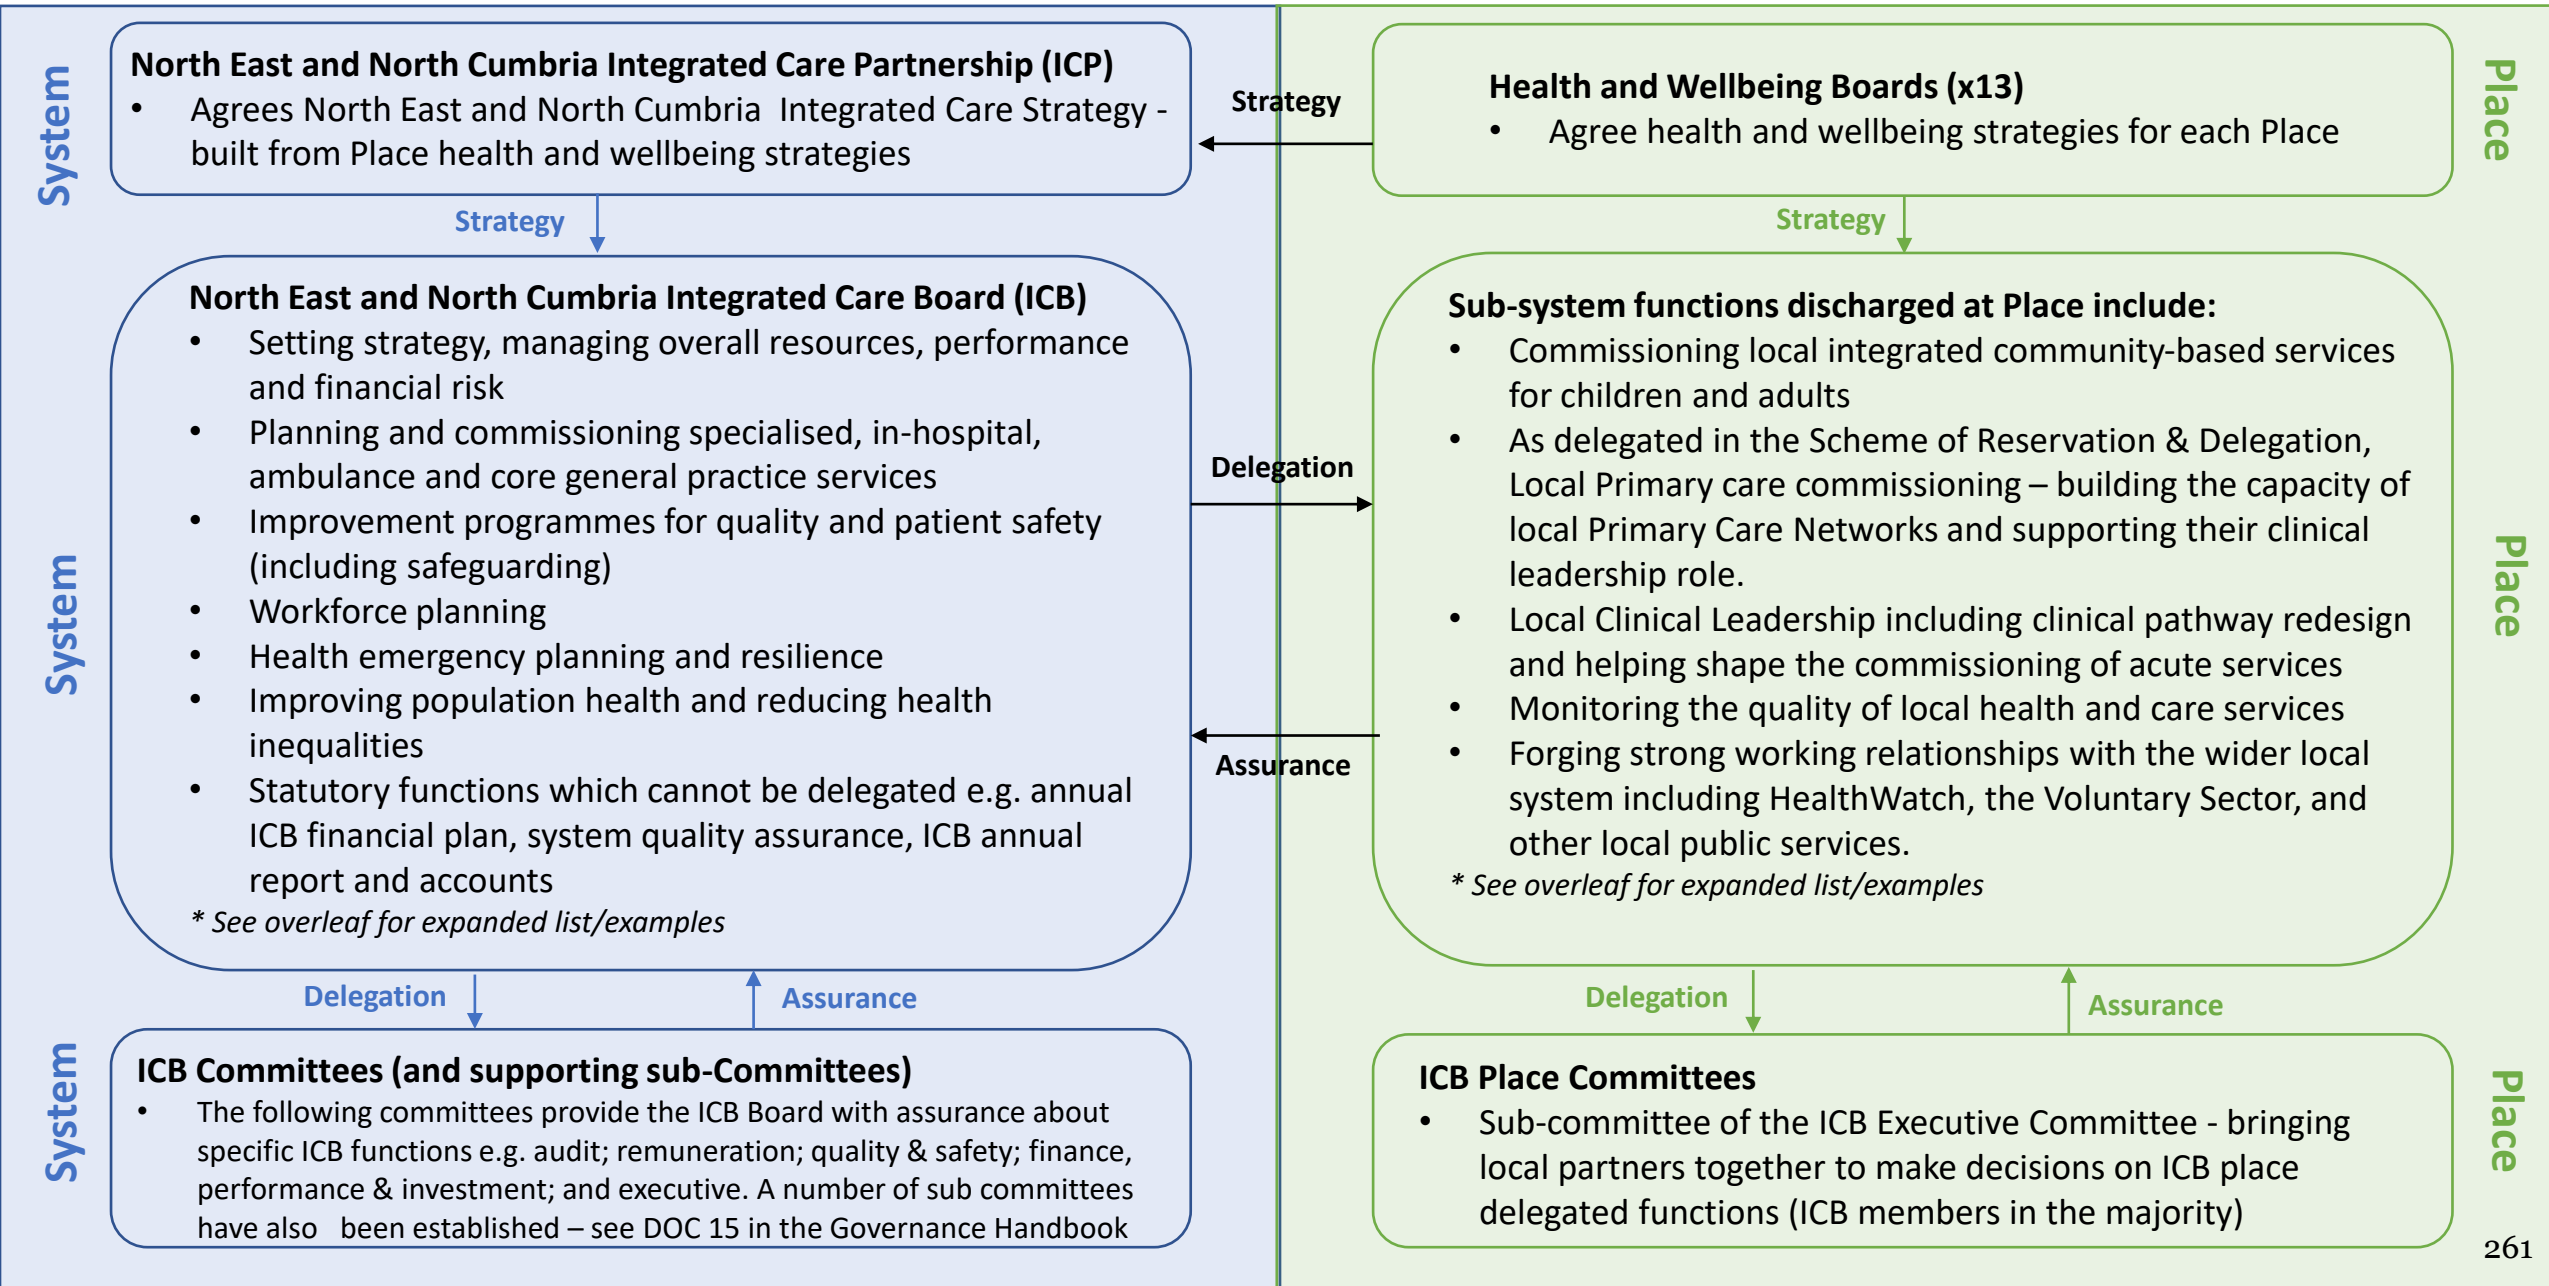 System
North East and North Cumbria Integrated Care Partnership (ICP)
• Agrees North East and North Cumbria  Integrated Care Strategy -
built from Place health and wellbeing strategies
Strategy
Health and Wellbeing Boards (x13)
• Agree health and wellbeing strategies for each Place
Place
Strategy
Strategy
System
North East and North Cumbria Integrated Care Board (ICB)
• Setting strategy, managing overall resources, performance
and financial risk
• Planning and commissioning specialised, in-hospital,
ambulance and core general practice services
• Improvement programmes for quality and patient safety
(including safeguarding)
• Workforce planning
• Health emergency planning and resilience
• Improving population health and reducing health
inequalities
• Statutory functions which cannot be delegated e.g. annual
ICB financial plan, system quality assurance, ICB annual
report and accounts
* See overleaf for expanded list/examples
Delegation
Assurance
Sub-system functions discharged at Place include:
• Commissioning local integrated community-based services
for children and adults
• As delegated in the Scheme of Reservation & Delegation,
Local Primary care commissioning – building the capacity of
local Primary Care Networks and supporting their clinical
leadership role.
• Local Clinical Leadership including clinical pathway redesign
and helping shape the commissioning of acute services
• Monitoring the quality of local health and care services
• Forging strong working relationships with the wider local
system including HealthWatch, the Voluntary Sector, and
other local public services.
* See overleaf for expanded list/examples
Place
Delegation
Assurance
Delegation
Assurance
System
ICB Committees (and supporting sub-Committees)
• The following committees provide the ICB Board with assurance about
specific ICB functions e.g. audit; remuneration; quality & safety; finance,
performance & investment; and executive. A number of sub committees
have also   been established – see DOC 15 in the Governance Handbook
ICB Place Committees
• Sub-committee of the ICB Executive Committee - bringing
local partners together to make decisions on ICB place
delegated functions (ICB members in the majority)
Place
261